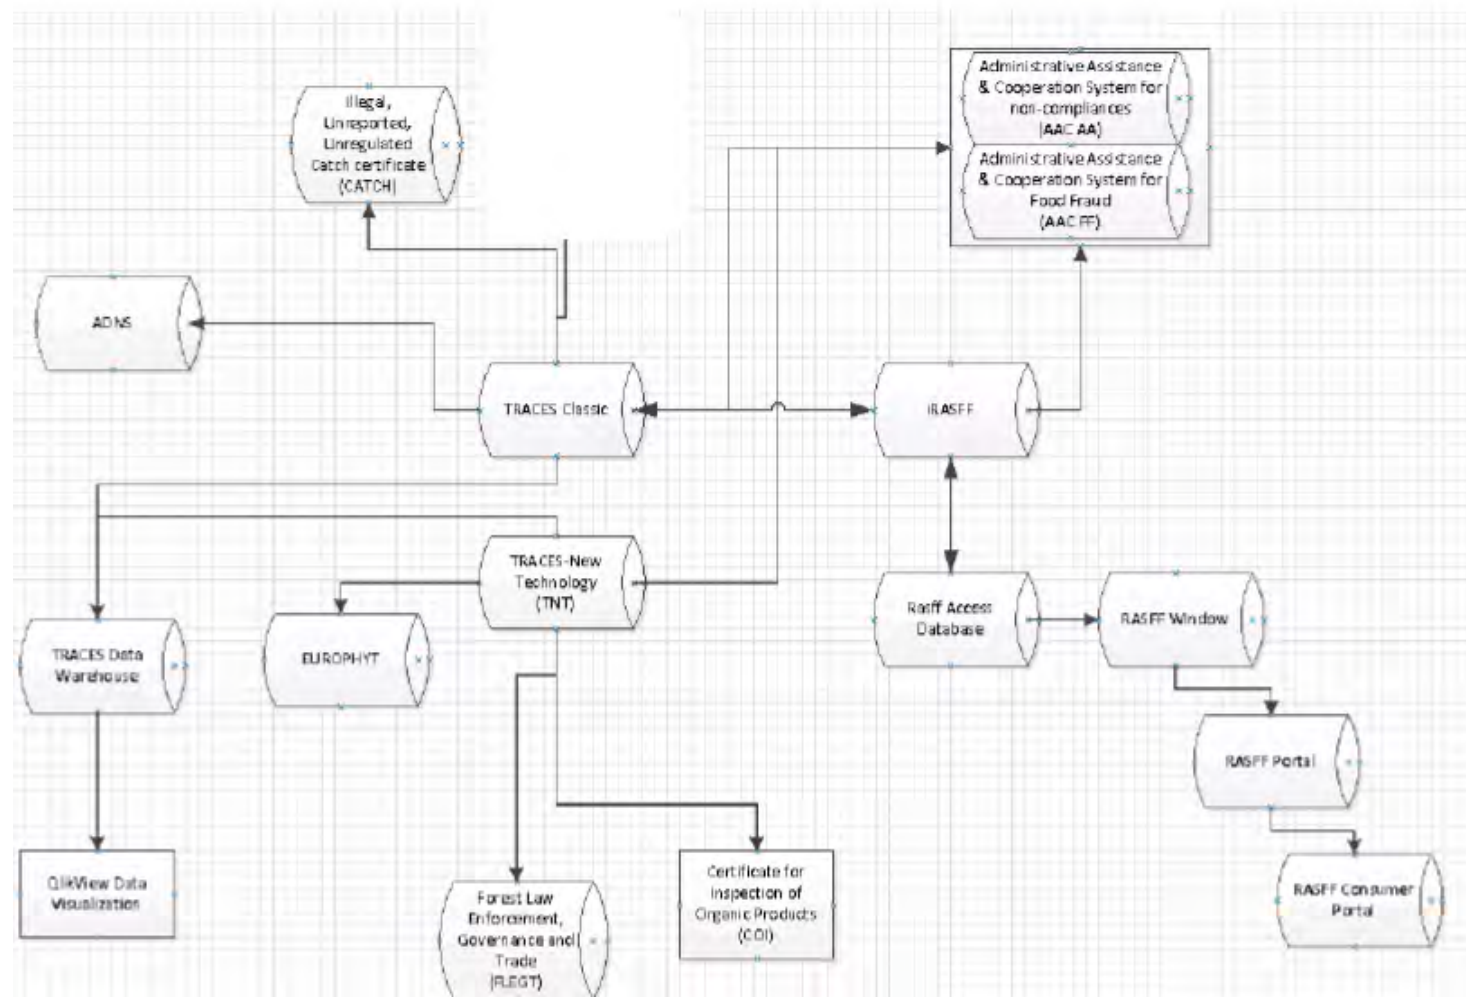 Administrative Assistance
& Cooperation System for
non-compliances
(AAC AA)
Illegal,
Unreported,
Unregulated
Catch certificate
(CATCH)
Administrative Assistance
& Cooperation System for
Food Fraud
(AAC FF)
ADNS
TRACES Classic
iRASFF
TRACES-New
Technology
(TNT)
Rasff Access
Database
RASFF Window
TRACES Data
Warehouse
EUROPHYT
RASFF Portal
QlikView Data
Visualization
Forest Law
Enforcement,
Governance and
Trade
(FLEGT)
Certificate for
Inspection of
Organic Products
(COI)
RASFF Consumer
Portal